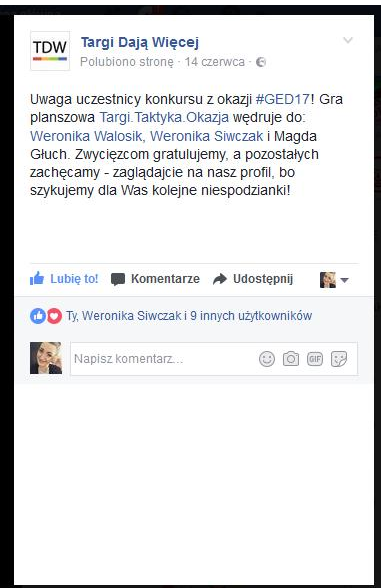 TDW
Targi Dają Więcej
Polubiono stronę · 14 czerwca ·
Uwaga uczestnicy konkursu z okazji #GED17! Gra
planszowa Targi.Taktyka.Okazja wędruje do:
Weronika Walosik, Weronika Siwczak i Magda
Głuch. Zwycięzcom gratulujemy, a pozostałych
zachęcamy - zaglądajcie na nasz profil, bo
szykujemy dla Was kolejne niespodzianki!
Lubię to! Komentarze Udostępnij
Ty, Weronika Siwczak i 9 innych użytkowników
Napisz komentarz... GIF